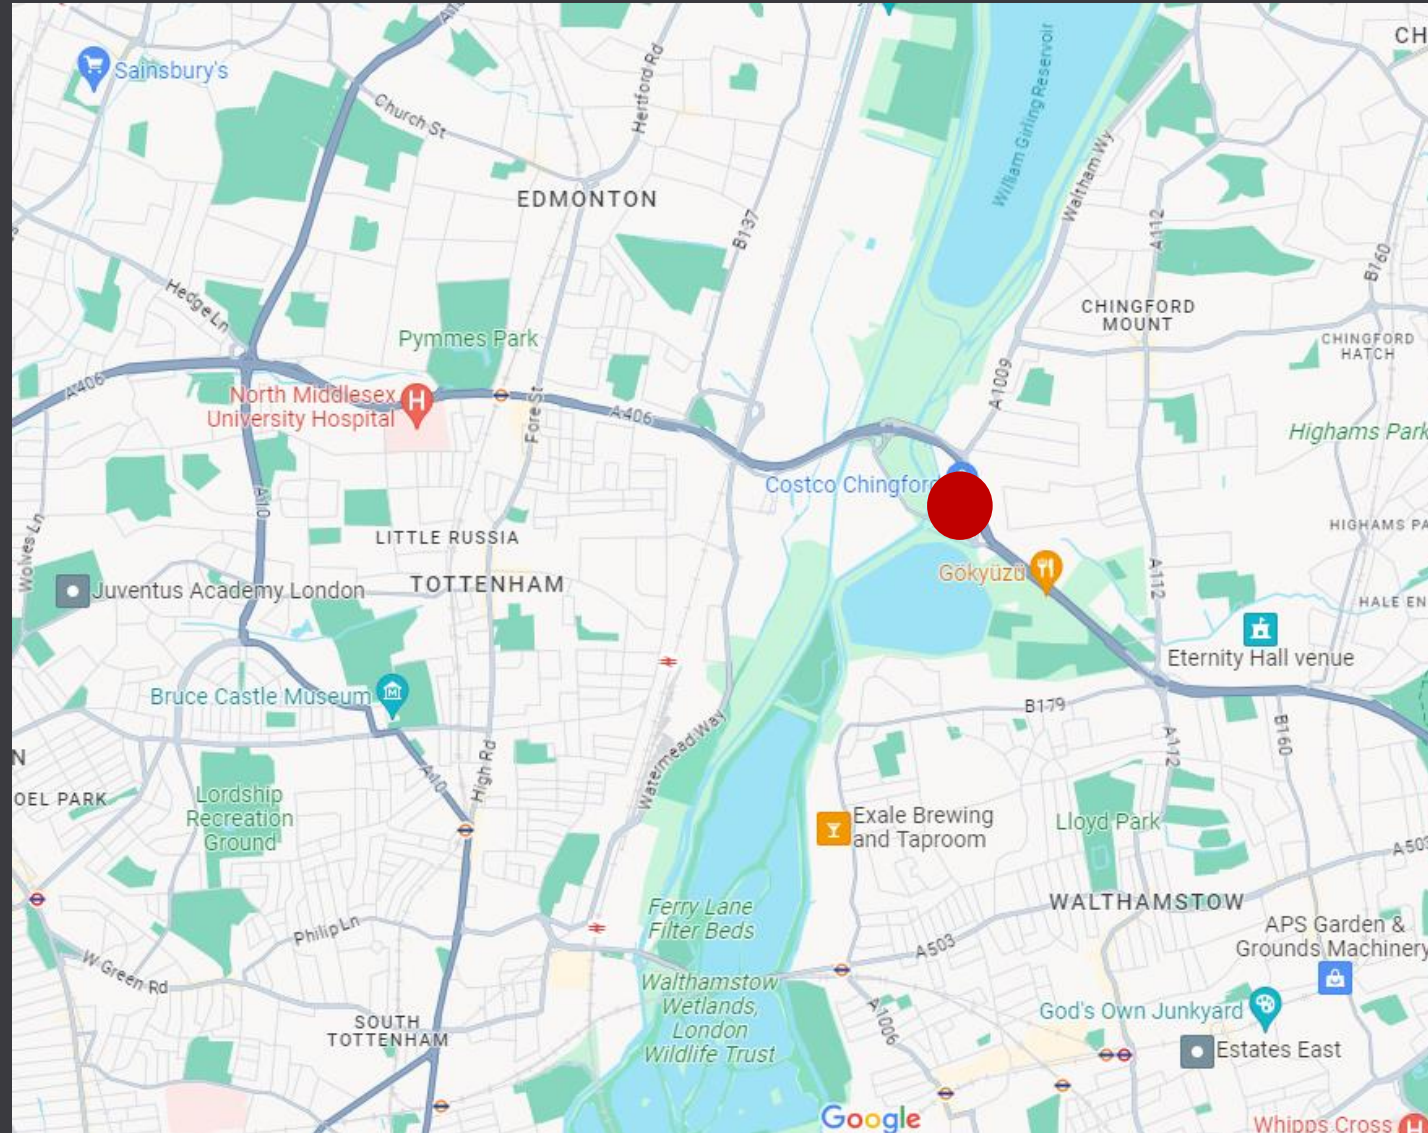 CH
Sainsbury's
A10
Hertford Rd
William Girling Reservoir
Church St
Waltham Wy
EDMONTON
B137
A112
B160
Hedge Ln
CHINGFORD
MOUNT
Pymmes Park
CHINGFORD
HATCH
A406
A1009
North Middlesex
University Hospital
H
Fore St
A406
Highams Park
Costco Chingford
A10
Wolves Ln
LITTLE RUSSIA
HIGHAMS PA
Gökyüzü
A112
TOTTENHAM
Juventus Academy London
HALE EN
Eternity Hall venue
Bruce Castle Museum
M
B179
Watermead Way
A112
B160
N
High Rd
A10
OEL PARK
Lordship
Recreation
Ground
Exale Brewing
and Taproom
Lloyd Park
A503
Ferry Lane
Filter Beds
WALTHAMSTOW
Philip Ln
A503
APS Garden &
Grounds Machinery
W Green Rd
Walthamstow
Wetlands,
London
Wildlife Trust
A1006
God's Own Junkyard
SOUTH
TOTTENHAM
Estates East
Google
Whipps Cross
H